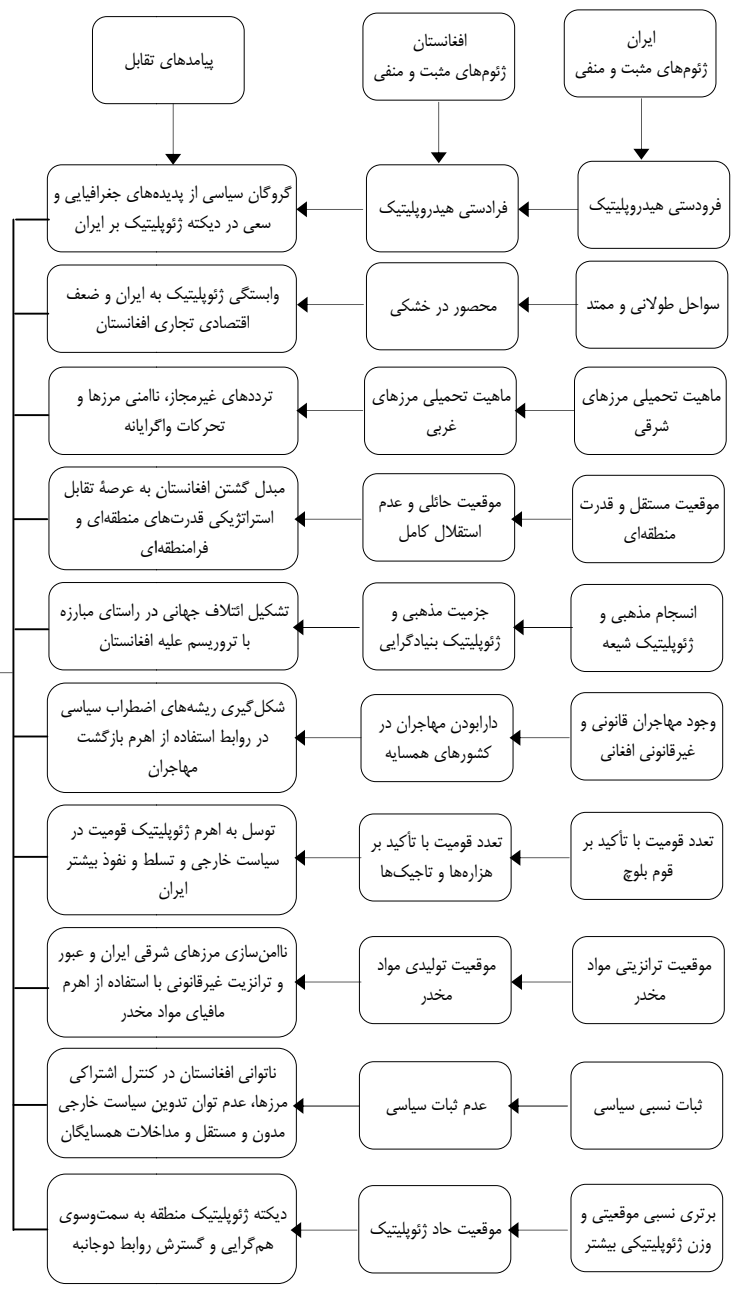 ایران
ژئوم‌های مثبت و منفی
افغانستان
ژئوم‌های مثبت و منفی
پیامدهای تقابل
فرودستی هیدروپلیتیک
فرادستی هیدروپلیتیک
گروگان سیاسی از پدیده‌های جغرافیایی و
سعی در دیکته ژئوپلیتیک بر ایران
سواحل طولانی و ممتد
محصور در خشکی
وابستگی ژئوپلیتیک به ایران و ضعف
اقتصادی تجاری افغانستان
ماهیت تحمیلی مرزهای
شرقی
ماهیت تحمیلی مرزهای
غربی
ترددهای غیرمجاز، ناامنی مرزها و
تحرکات واگرایانه
موقعیت مستقل و قدرت
منطقه‌ای
موقعیت حائلی و عدم
استقلال کامل
مبدل گشتن افغانستان به عرصهٔ تقابل
استراتژیکی قدرت‌های منطقه‌ای و
فرامنطقه‌ای
انسجام مذهبی و
ژئوپلیتیک شیعه
جزمیت مذهبی و
ژئوپلیتیک بنیادگرایی
تشکیل ائتلاف جهانی در راستای مبارزه
با تروریسم علیه افغانستان
وجود مهاجران قانونی و
غیرقانونی افغانی
دارابودن مهاجران در
کشورهای همسایه
شکل‌گیری ریشه‌های اضطراب سیاسی
در روابط استفاده از اهرم بازگشت
مهاجران
تعدد قومیت با تأکید بر
قوم بلوچ
تعدد قومیت با تأکید بر
هزاره‌ها و تاجیک‌ها
توسل به اهرم ژئوپلیتیک قومیت در
سیاست خارجی و تسلط و نفوذ بیشتر
ایران
موقعیت ترانزیتی مواد
مخدر
موقعیت تولیدی مواد
مخدر
ناامن‌سازی مرزهای شرقی ایران و عبور
و ترانزیت غیرقانونی با استفاده از اهرم
مافیای مواد مخدر
ثبات نسبی سیاسی
عدم ثبات سیاسی
ناتوانی افغانستان در کنترل اشتراکی
مرزها، عدم توان تدوین سیاست خارجی
مدون و مستقل و مداخلات همسایگان
برتری نسبی موقعیتی و
وزن ژئوپلیتیکی بیشتر
موقعیت حاد ژئوپلیتیک
دیکته ژئوپلیتیک منطقه به سمت‌وسوی
هم‌گرایی و گسترش روابط دوجانبه